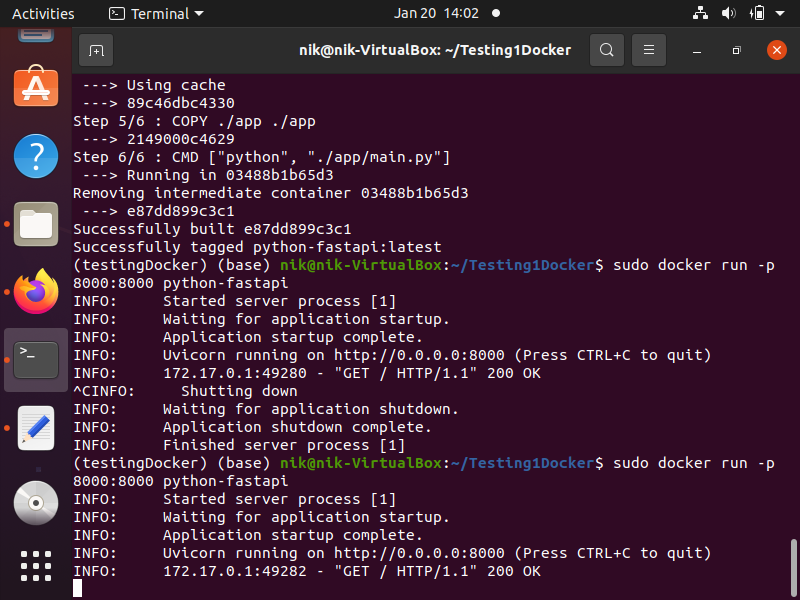 Activities
Terminal
Jan 20 14:02
nik@nik-VirtualBox: ~/Testing1Docker
---> Using cache
---> 89c46dbc4330
Step 5/6 : COPY ./app ./app
---> 2149000c4629
Step 6/6 : CMD ["python", "./app/main.py"]
---> Running in 03488b1b65d3
Removing intermediate container 03488b1b65d3
---> e87dd899c3c1
Successfully built e87dd899c3c1
Successfully tagged python-fastapi:latest
(testingDocker) (base) nik@nik-VirtualBox:~/Testing1Docker$ sudo docker run -p
8000:8000 python-fastapi
INFO:     Started server process [1]
INFO:     Waiting for application startup.
INFO:     Application startup complete.
INFO:     Uvicorn running on http://0.0.0.0:8000 (Press CTRL+C to quit)
INFO:     172.17.0.1:49280 - "GET / HTTP/1.1" 200 OK
^CINFO:     Shutting down
INFO:     Waiting for application shutdown.
INFO:     Application shutdown complete.
INFO:     Finished server process [1]
(testingDocker) (base) nik@nik-VirtualBox:~/Testing1Docker$ sudo docker run -p
8000:8000 python-fastapi
INFO:     Started server process [1]
INFO:     Waiting for application startup.
INFO:     Application startup complete.
INFO:     Uvicorn running on http://0.0.0.0:8000 (Press CTRL+C to quit)
INFO:     172.17.0.1:49282 - "GET / HTTP/1.1" 200 OK